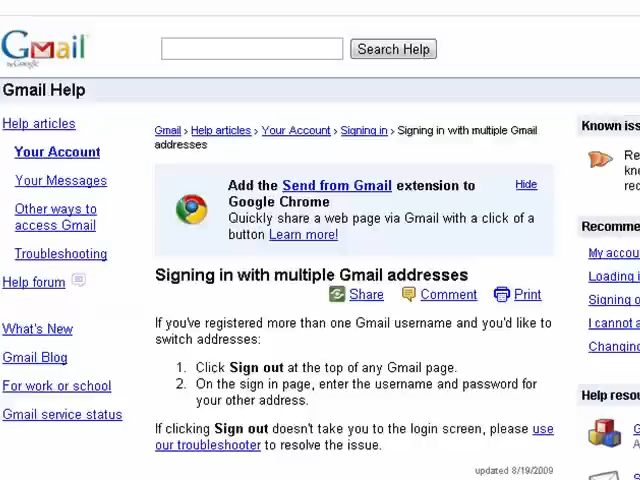 Gmail
by Google
Search Help
Gmail Help
Help articles
Your Account
Your Messages
Other ways to
access Gmail
Troubleshooting
Help forum
What's New
Gmail Blog
For work or school
Gmail service status
Gmail › Help articles › Your Account › Signing in › Signing in with multiple Gmail
addresses
Add the Send from Gmail extension to
Google Chrome
Hide
Quickly share a web page via Gmail with a click of a
button Learn more!
Signing in with multiple Gmail addresses
Share Comment Print
If you've registered more than one Gmail username and you'd like to
switch addresses:
1. Click Sign out at the top of any Gmail page.
2. On the sign in page, enter the username and password for
your other address.
If clicking Sign out doesn't take you to the login screen, please use
our troubleshooter to resolve the issue.
updated 8/19/2009
Known iss
Re
kne
rec
Recomme
My accou
Loading i
Signing o
I cannot a
Changing
Help resou
G
A
S